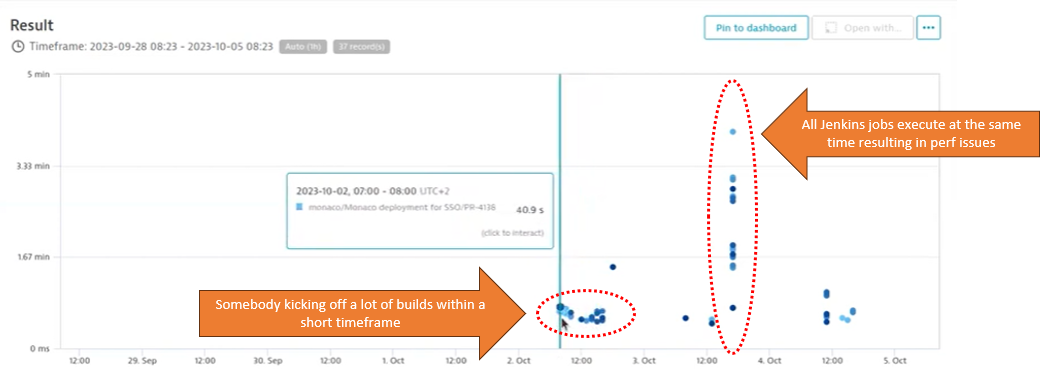 Result
Pin to dashboard
Open with...
Timeframe: 2023-09-28 08:23 - 2023-10-05 08:23 Auto (1h) 37 record(s)
5 min
All Jenkins jobs execute at the same
time resulting in perf issues
3.33 min
2023-10-02, 07:00 - 08:00 UTC+2
monaco/Monaco deployment for SSO/PR-4136 40.9 s
(click to interact)
1.67 min
Somebody kicking off a lot of builds within a
short timeframe
0 ms
12:00 29. Sep 12:00 30. Sep 12:00 1. Oct 12:00 2. Oct 12:00 3. Oct 12:00 4. Oct 12:00 5. Oct